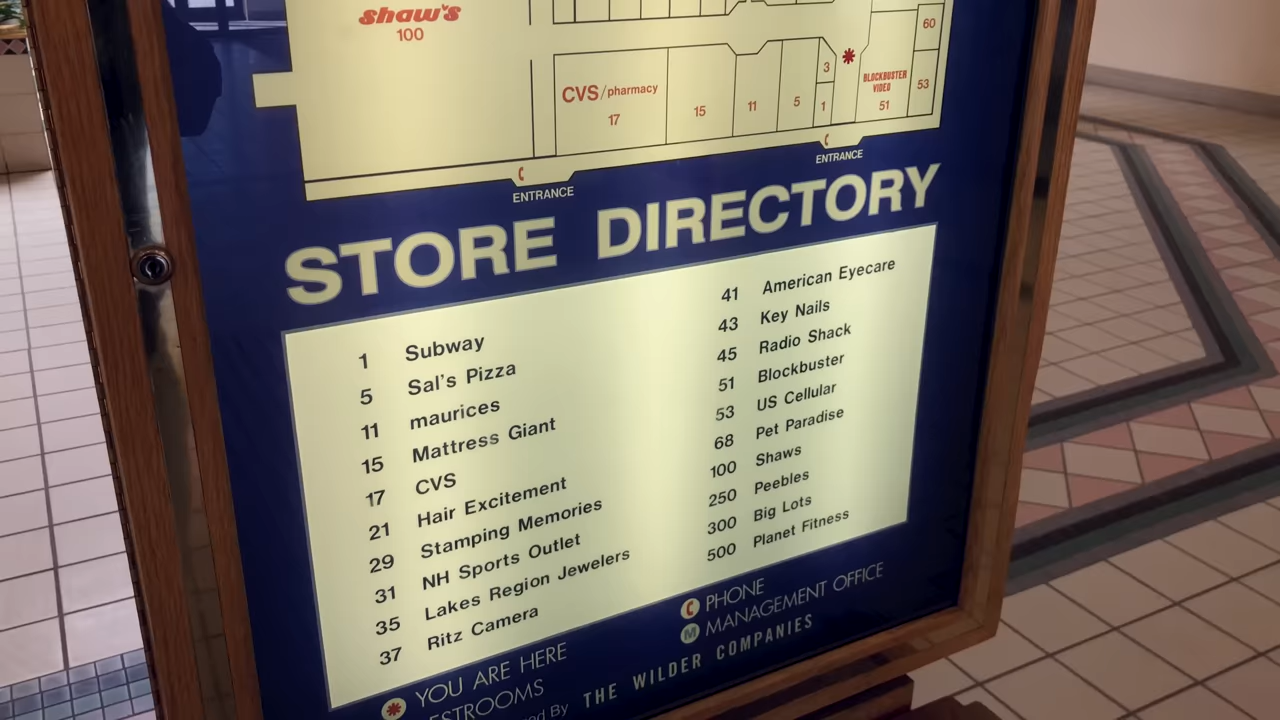 shaw's
100
60
3
CVS/pharmacy
17
15
11
5
1
BLOCKBUSTER
VIDEO
51
53
ENTRANCE
ENTRANCE
STORE DIRECTORY
1 Subway
5 Sal's Pizza
11 maurices
15 Mattress Giant
17 CVS
21 Hair Excitement
29 Stamping Memories
31 NH Sports Outlet
35 Lakes Region Jewelers
37 Ritz Camera
41 American Eyecare
43 Key Nails
45 Radio Shack
51 Blockbuster
53 US Cellular
68 Pet Paradise
100 Shaws
250 Peebles
300 Big Lots
500 Planet Fitness
YOU ARE HERE
PHONE
M MANAGEMENT OFFICE
By THE WILDER COMPANIES